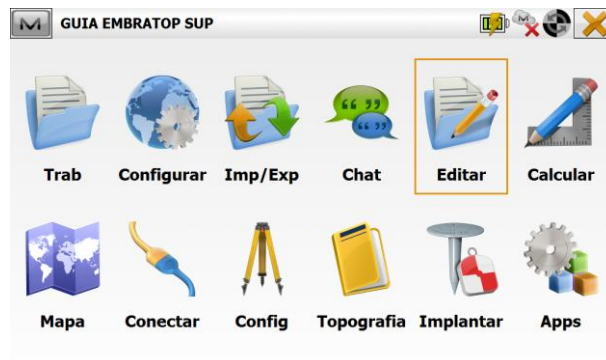 GUIA EMBRATOP SUP
Trab Configurar Imp/Exp Chat Editar Calcular
Mapa Conectar Config Topografia Implantar Apps